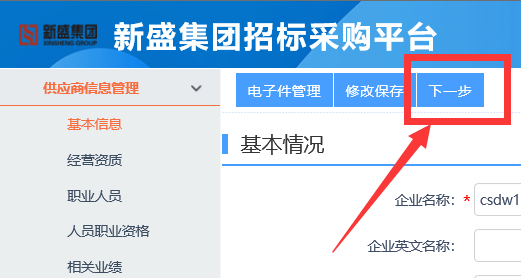 新盛集团
XINSHENG GROUP
新盛集团招标采购平台
供应商信息管理
电子件管理 修改保存 下一步
基本信息
基本情况
经营资质
职业人员
企业名称：* csdw1
人员职业资格
企业英文名称：
相关业绩